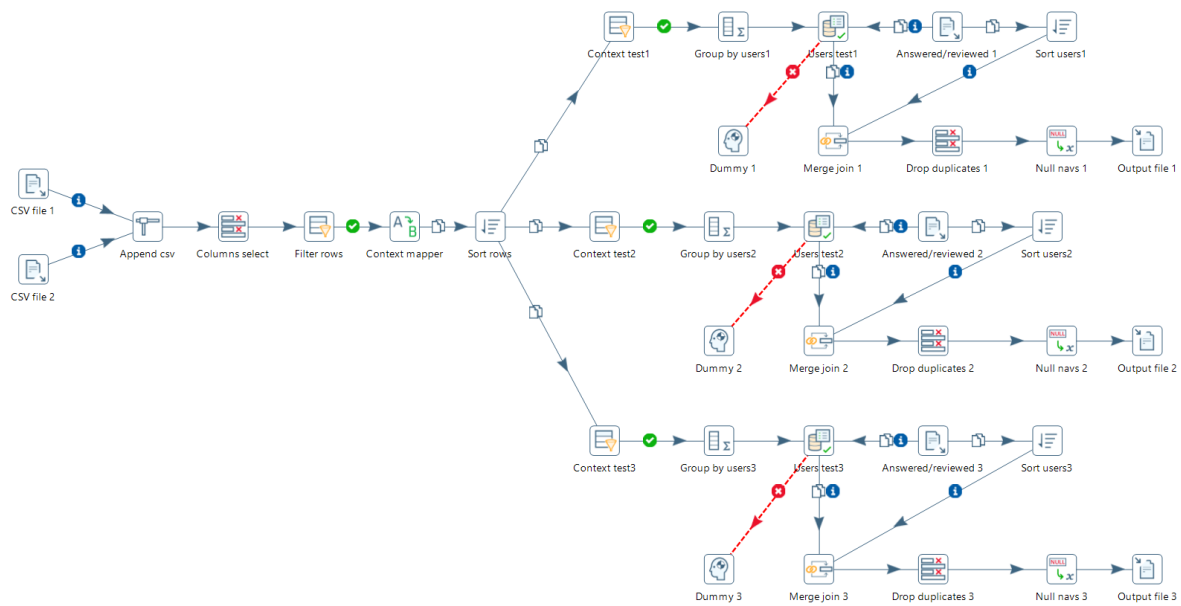 Context test1
Group by users1
Users test1
Answered/reviewed 1
Sort users1
Dummy 1
Merge join 1
Drop duplicates 1
NULL
Null navs 1
Output file 1
CSV file 1
CSV file 2
Append csv
Columns select
Filter rows
A
B
Context mapper
Sort rows
Context test2
Group by users2
Users test2
Answered/reviewed 2
Sort users2
Dummy 2
Merge join 2
Drop duplicates 2
NULL
Null navs 2
Output file 2
Context test3
Group by users3
Users test3
Answered/reviewed 3
Sort users3
Dummy 3
Merge join 3
Drop duplicates 3
NULL
Null navs 3
Output file 3